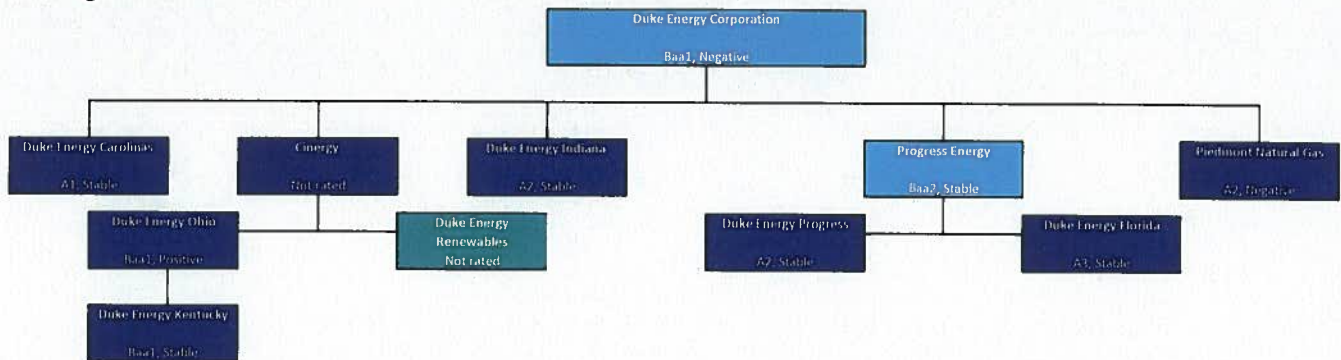 Duke Energy Corporation
Baa1, Negative
Duke Energy Carolinas
A1, Stable
Cinergy
Not rated
Duke Energy Indiana
A2, Stable
Progress Energy
Baa2, Stable
Piedmont Natural Gas
A2, Negative
Duke Energy Ohio
Baa1, Positive
Duke Energy
Renewables
Not rated
Duke Energy Progress
A2, Stable
Duke Energy Florida
A3, Stable
Duke Energy Kentucky
Baa1, Stable